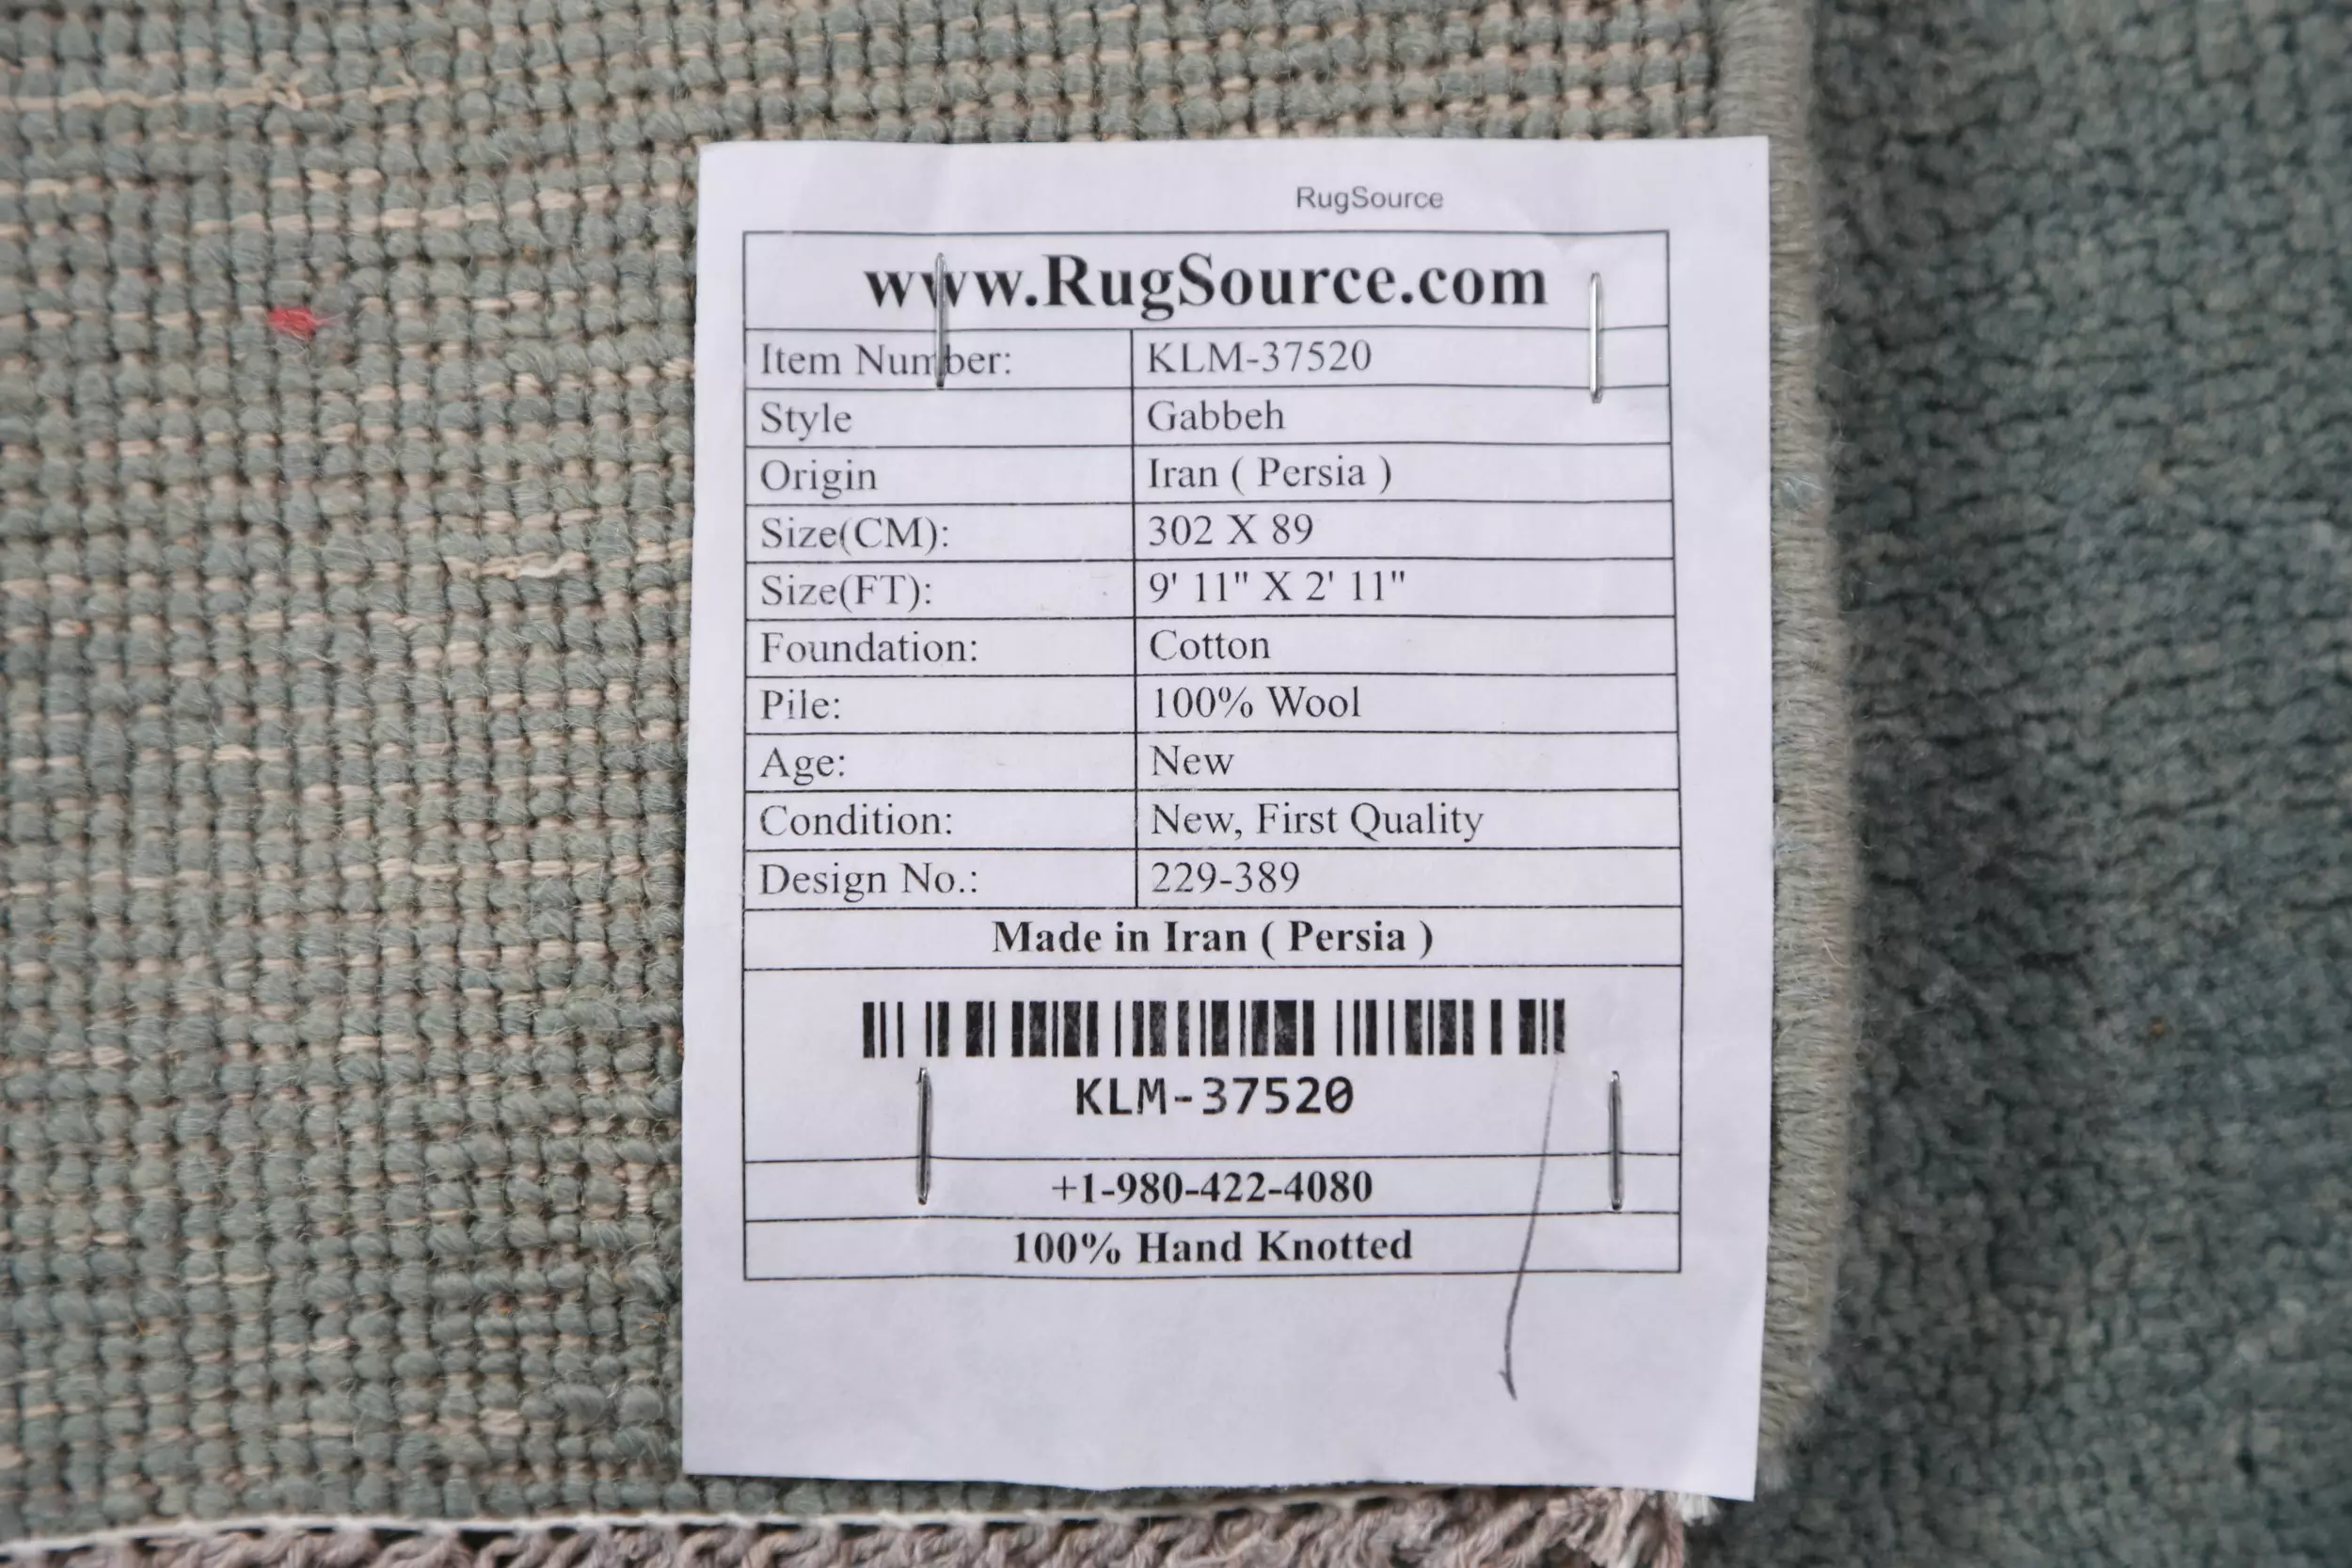 RugSource
www.RugSource.com
Item Number: KLM-37520
Style Gabbeh
Origin Iran ( Persia )
Size(CM): 302 X 89
Size(FT): 9' 11" X 2' 11"
Foundation: Cotton
Pile: 100% Wool
Age: New
Condition: New, First Quality
Design No.: 229-389
Made in Iran ( Persia )
KLM-37520
+1-980-422-4080
100% Hand Knotted